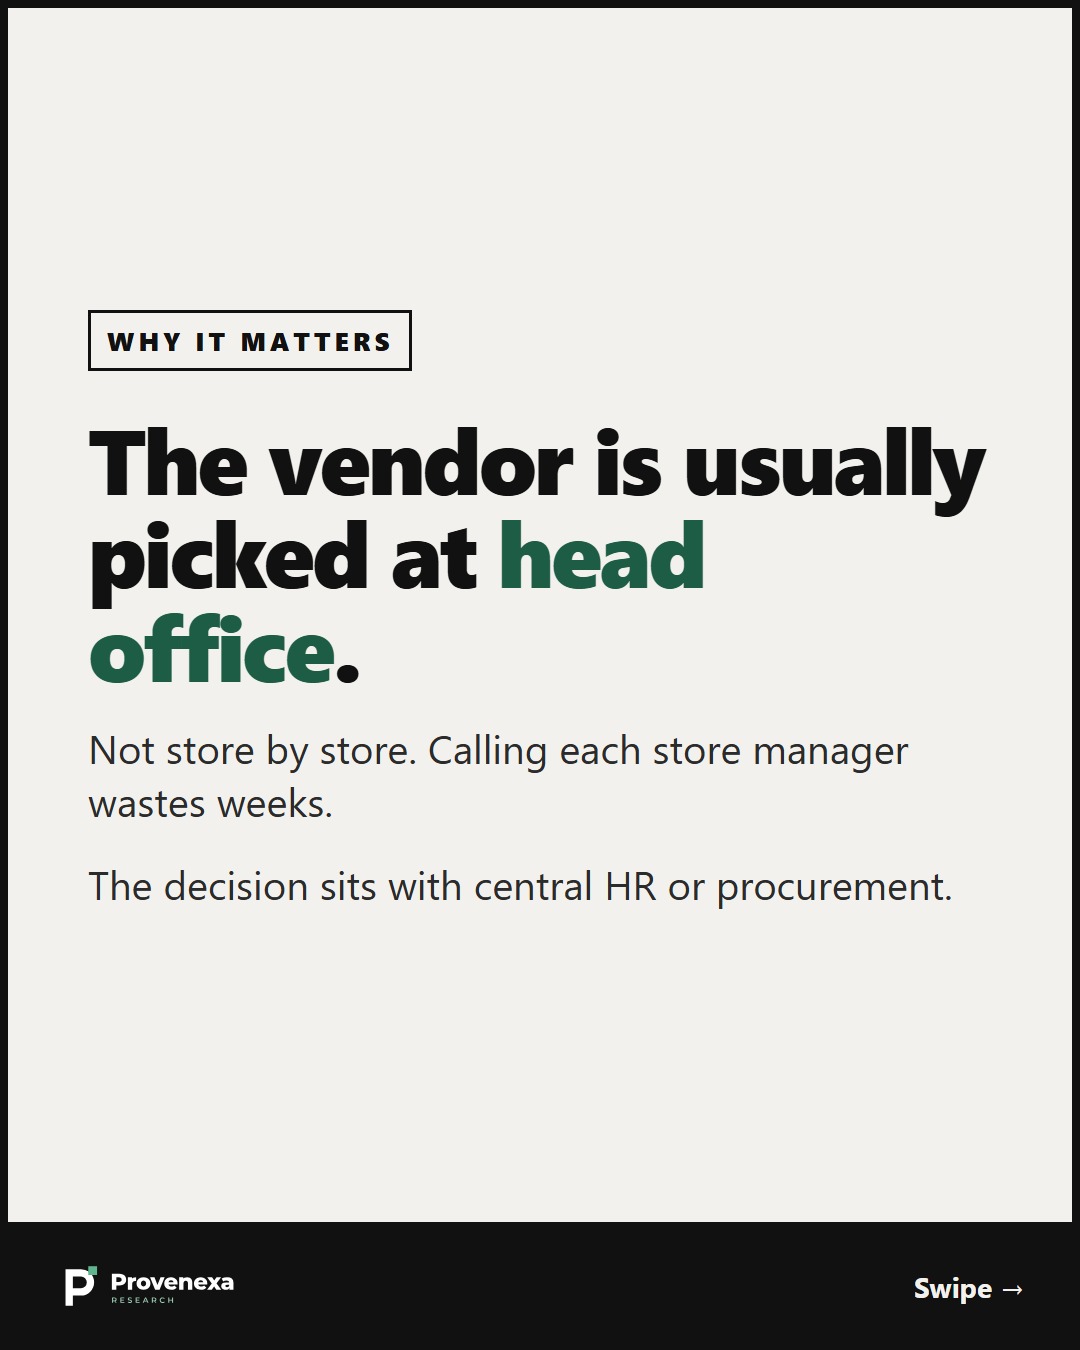 WHY IT MATTERS
The vendor is usually
picked at head
office.
Not store by store. Calling each store manager
wastes weeks.
The decision sits with central HR or procurement.
Provenexa
RESEARCH
Swipe →